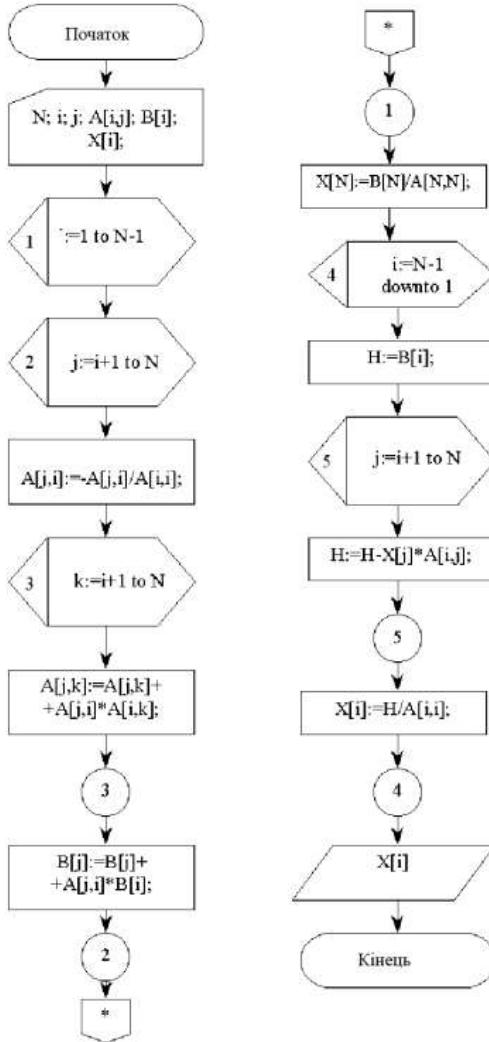 Початок
N; i; j; A[i,j]; B[i];
X[i];
1
:=1 to N-1
2
j:=i+1 to N
A[j,i]:=-A[j,i]/A[i,i];
3
k:=i+1 to N
A[j,k]:=A[j,k]+
+A[j,i]*A[i,k];
3
B[j]:=B[j]+
+A[j,i]*B[i];
2
*
*
1
X[N]:=B[N]/A[N,N];
4
i:=N-1
downto 1
H:=B[i];
5
j:=i+1 to N
H:=H-X[j]*A[i,j];
5
X[i]:=H/A[i,i];
4
X[i]
Кінець